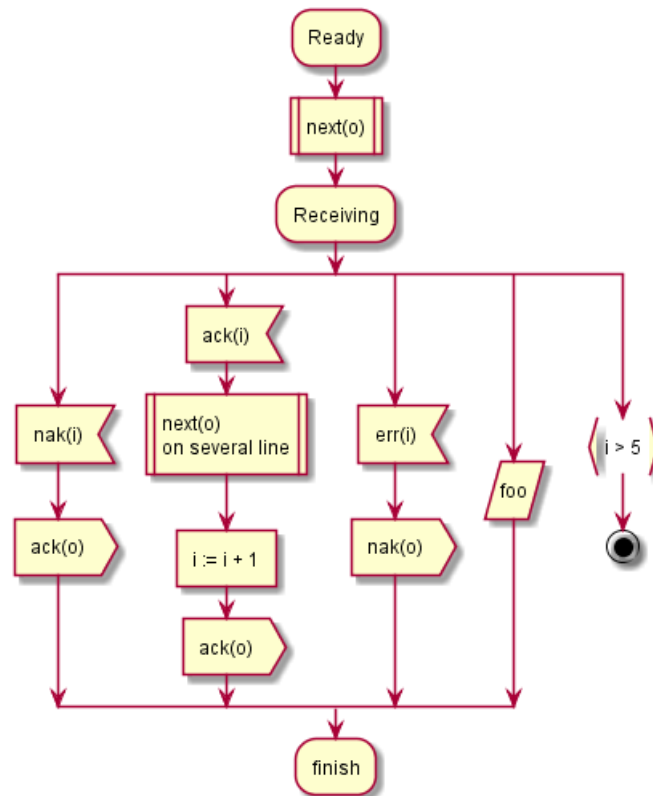 Ready
next(o)
Receiving
nak(i)
ack(o)
ack(i)
next(o)
on several line
i := i + 1
ack(o)
err(i)
nak(o)
foo
i > 5
finish